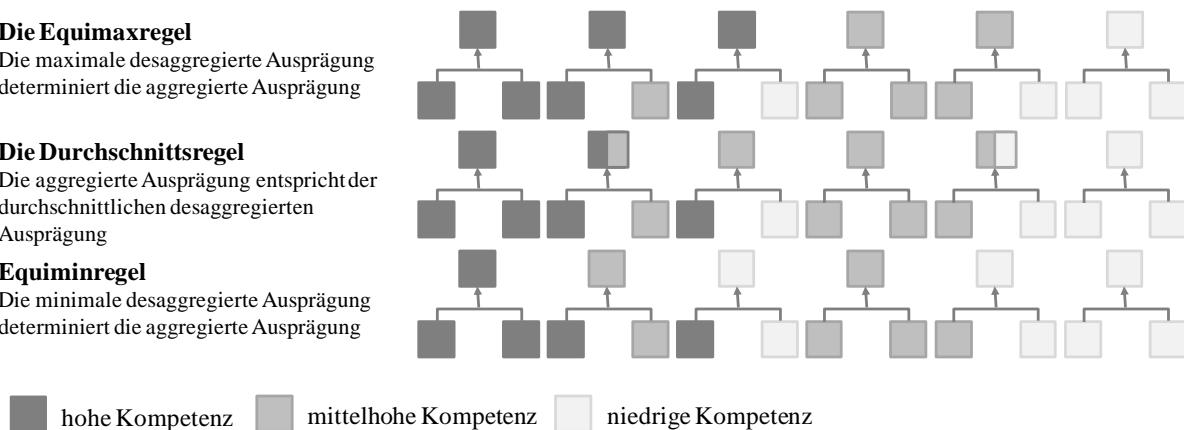 Die Equimaxregel
Die maximale desaggregierte Ausprägung
determiniert die aggregierte Ausprägung
Die Durchschnittsregel
Die aggregierte Ausprägung entspricht der
durchschnittlichen desaggregierten
Ausprägung
Equiminregel
Die minimale desaggregierte Ausprägung
determiniert die aggregierte Ausprägung
hohe Kompetenz mittelhohe Kompetenz niedrige Kompetenz